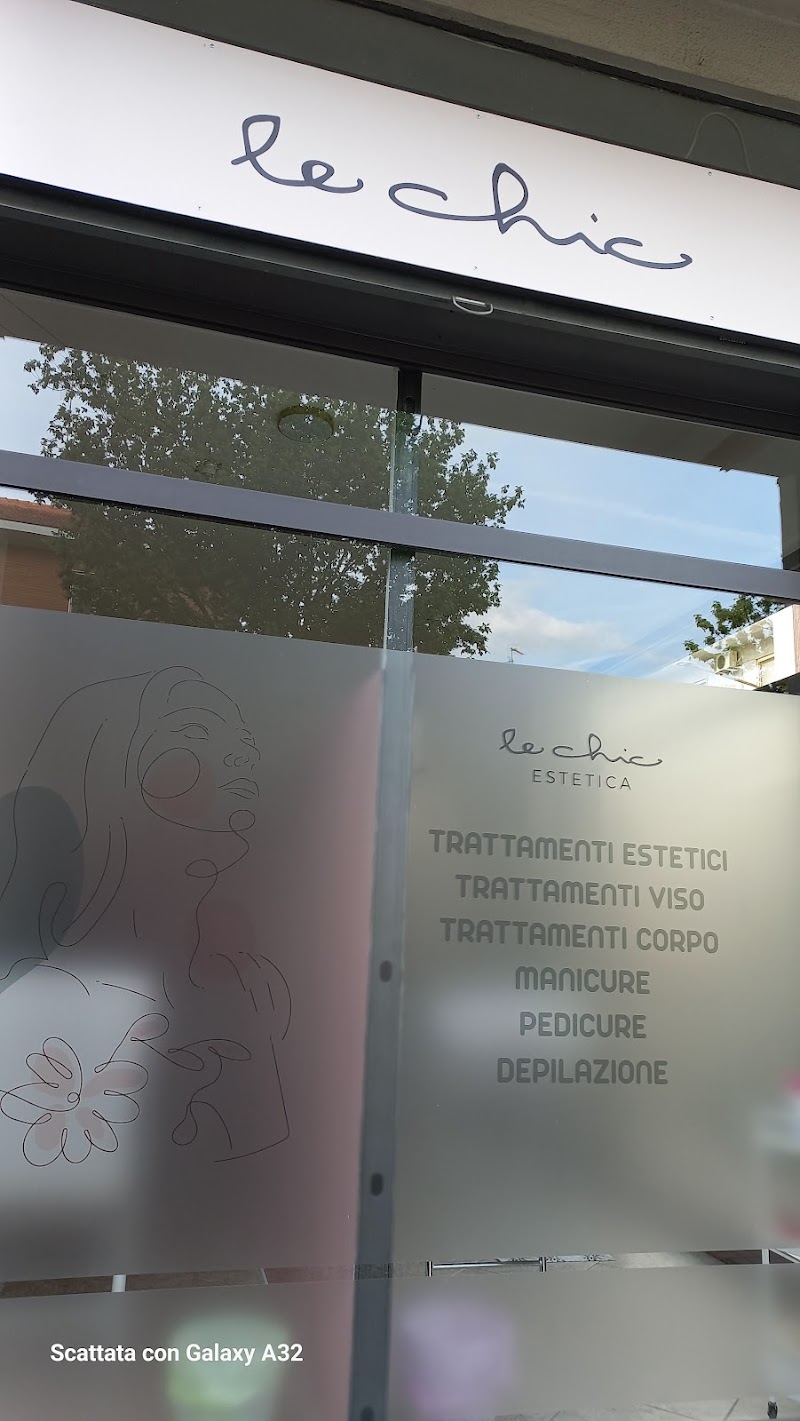 le chic
le chic
ESTETICA
TRATTAMENTI ESTETICI
TRATTAMENTI VISO
TRATTAMENTI CORPO
MANICURE
PEDICURE
DEPILAZIONE
Scattata con Galaxy A32